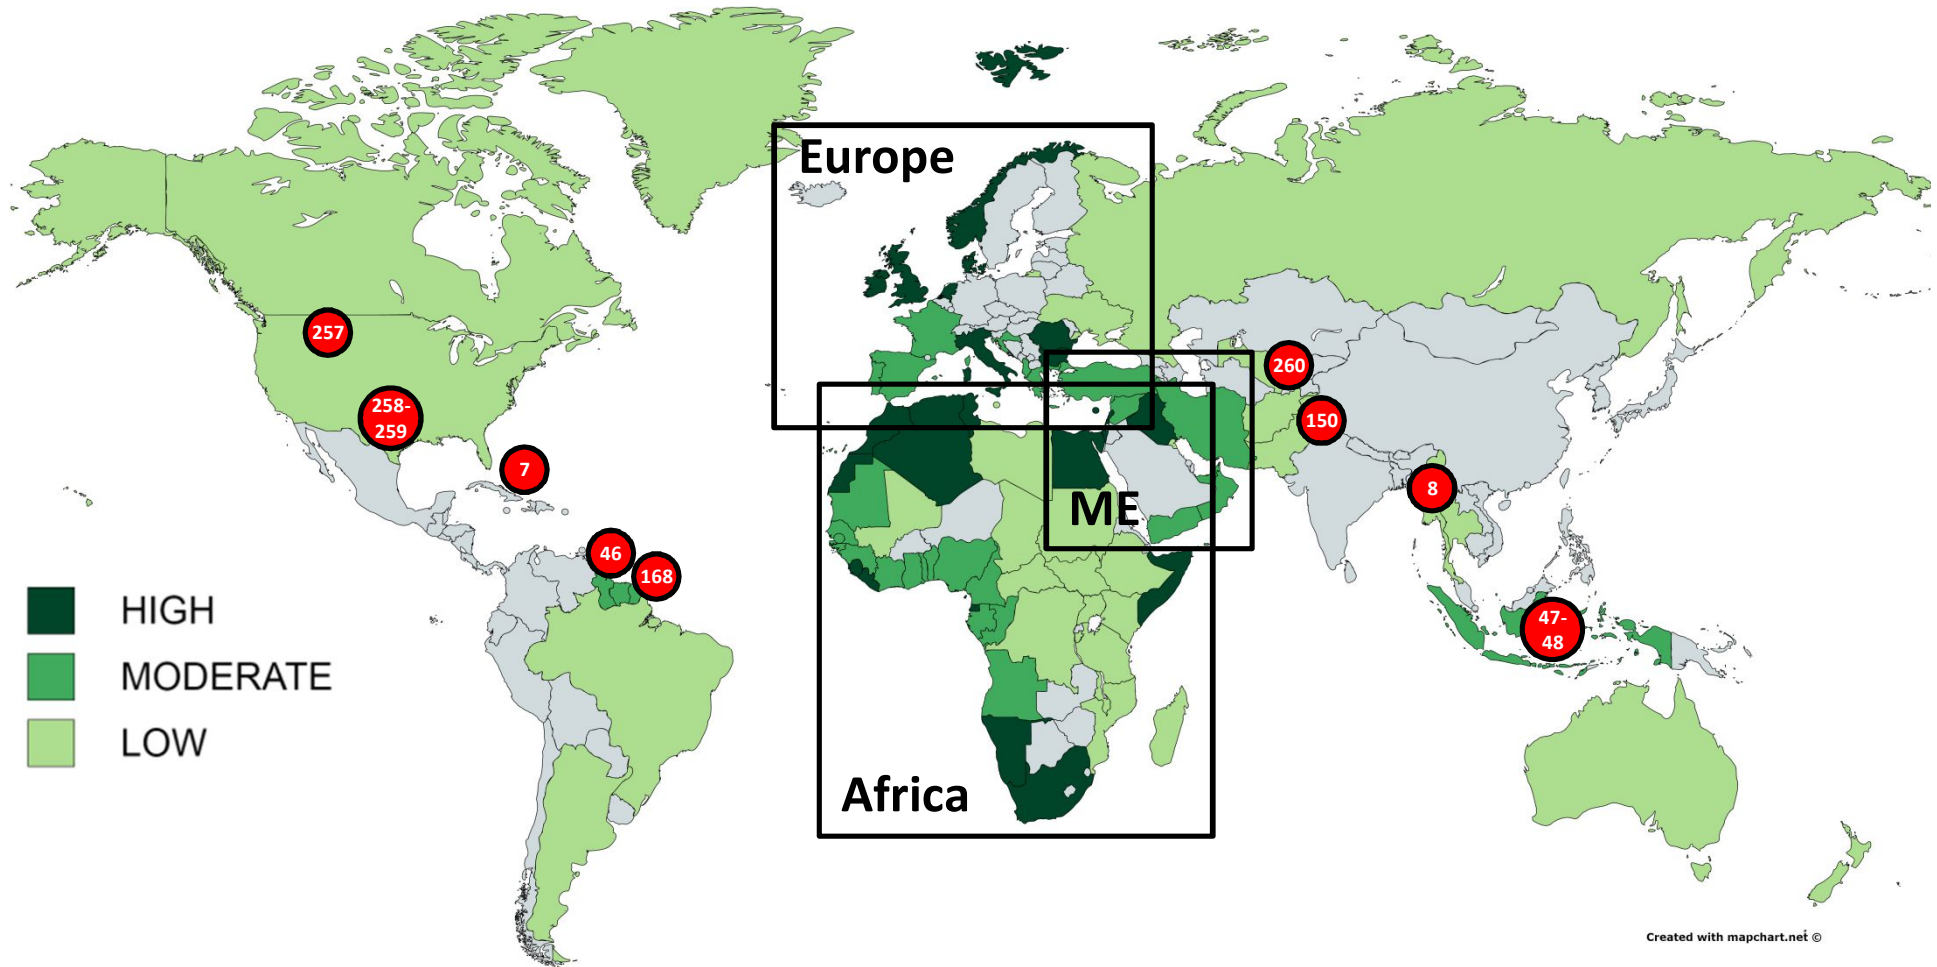 Europe
257
258-
259
7
260
150
8
ME
46
168
47-
48
HIGH
MODERATE
LOW
Africa
Created with mapchart.net ©